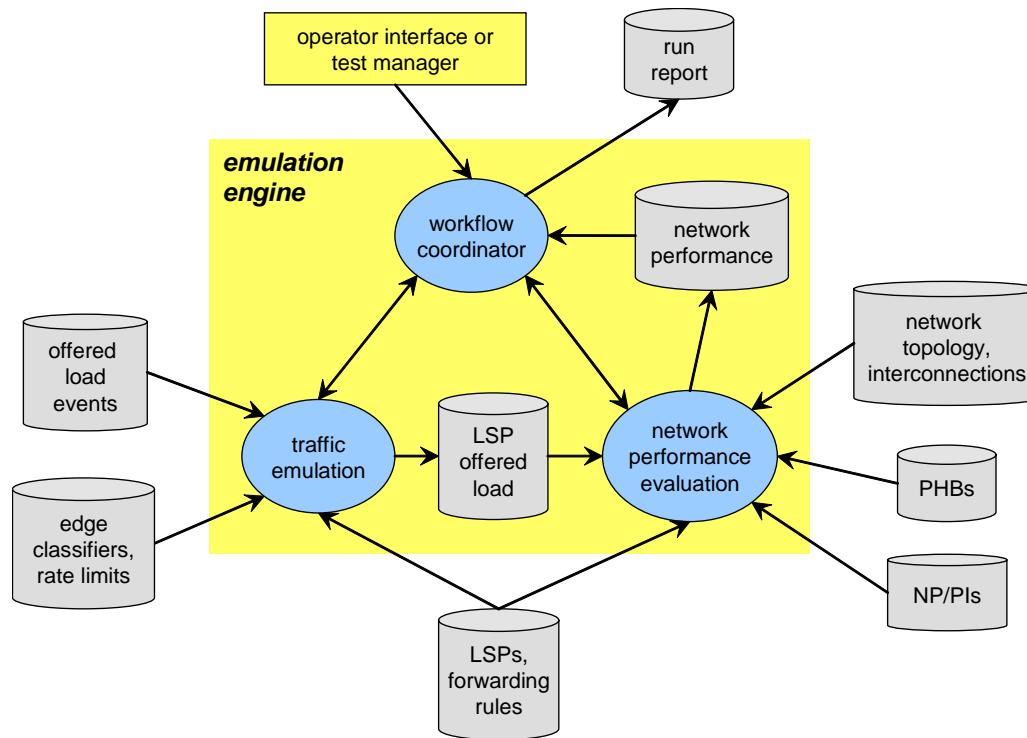 operator interface or
test manager
run
report
emulation
engine
workflow
coordinator
network
performance
offered
load
events
network
topology,
interconnections
traffic
emulation
LSP
offered
load
network
performance
evaluation
PHBs
edge
classifiers,
rate limits
NP/PIs
LSPs,
forwarding
rules